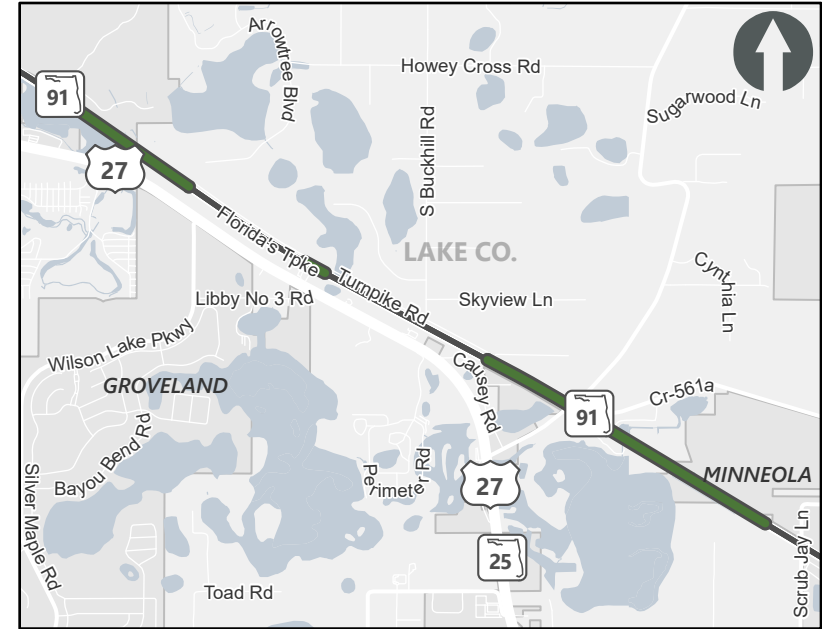 Arrowtree Blvd
Howey Cross Rd
91
Sugarwood Ln
S Buckhill Rd
27
Florida's Tpke
LAKE CO.
Cynthia Ln
Turnpike Rd
Libby No 3 Rd
Skyview Ln
Wilson Lake Pkwy
Causey Rd
GROVELAND
Cr-561a
91
Bayou Bend Rd
Perimeter Rd
MINNEOLA
27
Silver Maple Rd
25
Scrub Jay Ln
Toad Rd